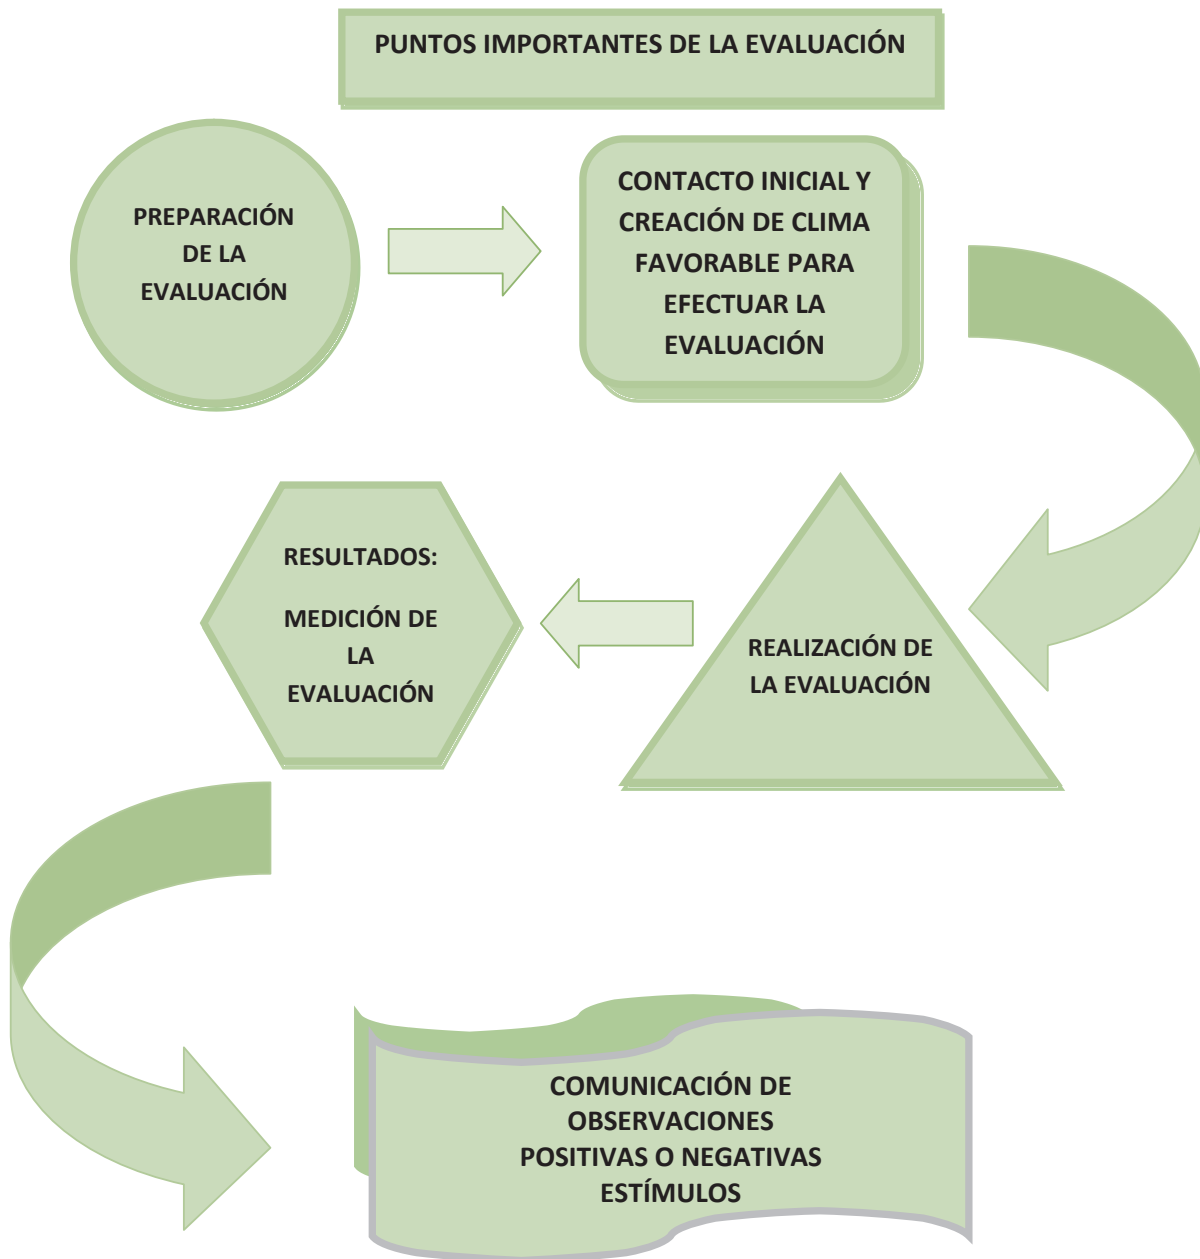 PUNTOS IMPORTANTES DE LA EVALUACIÓN
PREPARACIÓN
DE LA
EVALUACIÓN
CONTACTO INICIAL Y
CREACIÓN DE CLIMA
FAVORABLE PARA
EFECTUAR LA
EVALUACIÓN
REALIZACIÓN DE
LA EVALUACIÓN
RESULTADOS:
MEDICIÓN DE
LA
EVALUACIÓN
COMUNICACIÓN DE
OBSERVACIONES
POSITIVAS O NEGATIVAS
ESTÍMULOS